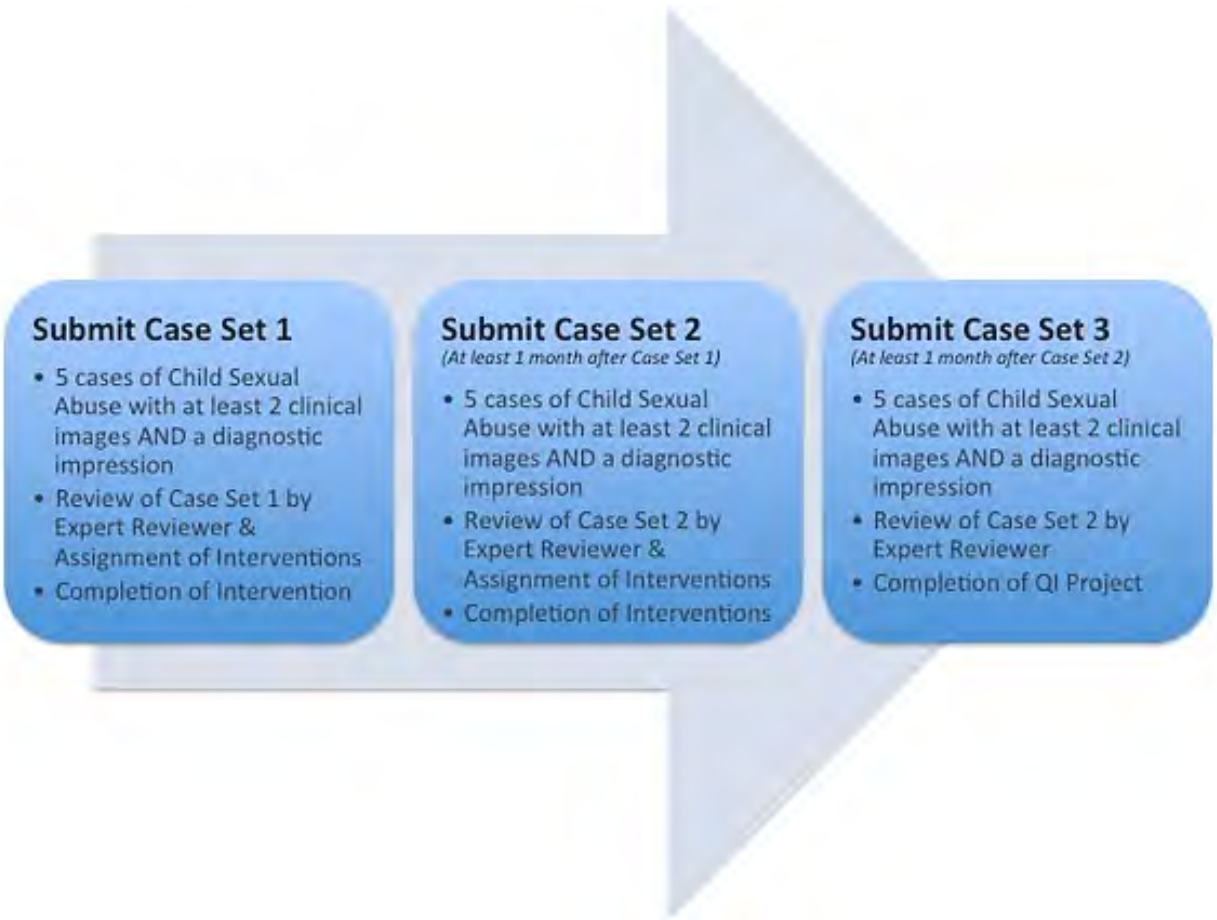 Submit Case Set 1
• 5 cases of Child Sexual
Abuse with at least 2 clinical
images AND a diagnostic
impression
• Review of Case Set 1 by
Expert Reviewer &
Assignment of Interventions
• Completion of Intervention
Submit Case Set 2
(At least 1 month after Case Set 1)
• 5 cases of Child Sexual
Abuse with at least 2 clinical
images AND a diagnostic
impression
• Review of Case Set 2 by
Expert Reviewer &
Assignment of Interventions
• Completion of Interventions
Submit Case Set 3
(At least 1 month after Case Set 2)
• 5 cases of Child Sexual
Abuse with at least 2 clinical
images AND a diagnostic
impression
• Review of Case Set 2 by
Expert Reviewer
• Completion of QI Project